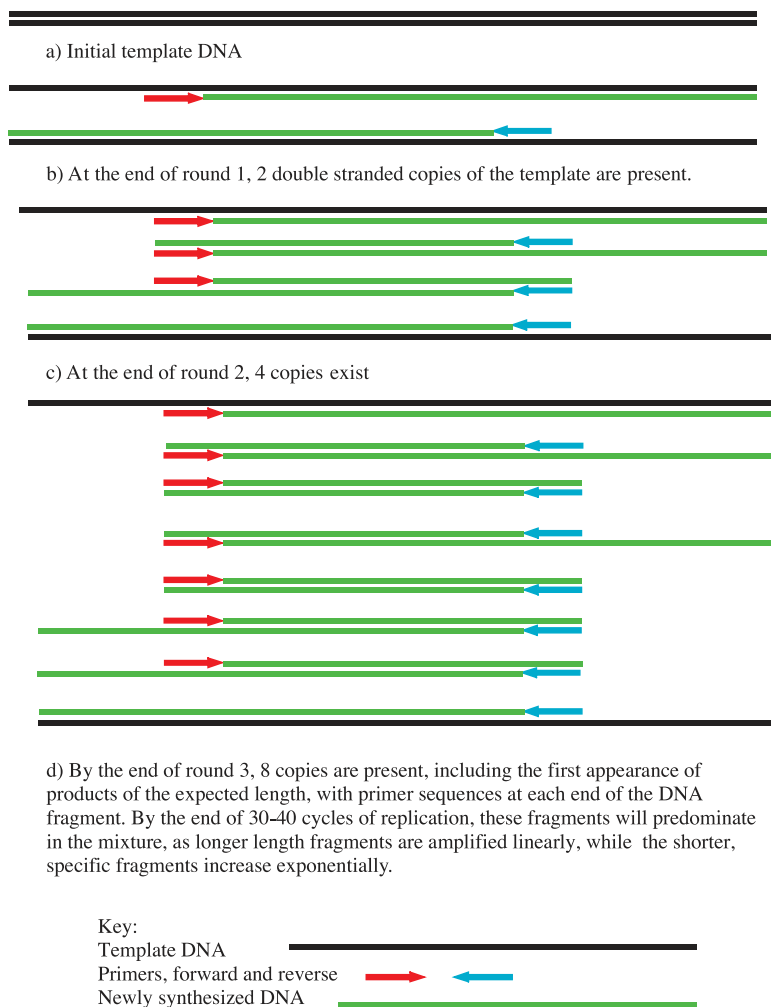 a) Initial template DNA
b) At the end of round 1, 2 double stranded copies of the template are present.
c) At the end of round 2, 4 copies exist
d) By the end of round 3, 8 copies are present, including the first appearance of
products of the expected length, with primer sequences at each end of the DNA
fragment. By the end of 30-40 cycles of replication, these fragments will predominate
in the mixture, as longer length fragments are amplified linearly, while the shorter,
specific fragments increase exponentially.
Key:
Template DNA
Primers, forward and reverse
Newly synthesized DNA